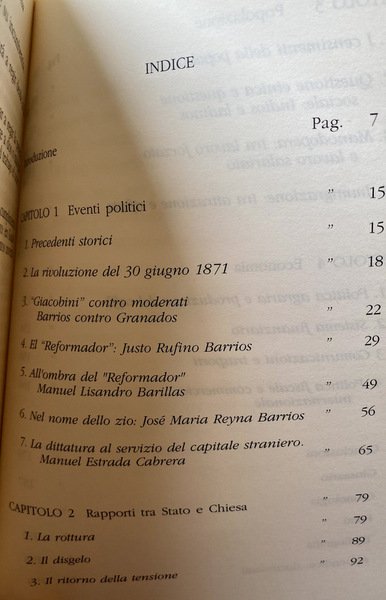 INDICE
Pag. 7
CAPITOLO 1 Eventi politici " 15
1. Precedenti storici " 15
2. La rivoluzione del 30 giugno 1871 " 18
3. "Giacobini" contro moderati
Barrios contro Granados " 22
4. El "Reformador": Justo Rufino Barrios " 29
5. All'ombra del "Reformador"
Manuel Lisandro Barillas " 49
6. Nel nome dello zio: José Maria Reyna Barrios " 56
7. La dittatura al servizio del capitale straniero.
Manuel Estrada Cabrera " 65
CAPITOLO 2 Rapporti tra Stato e Chiesa " 79
1. La rottura " 79
2. Il disgelo " 89
3. Il ritorno della tensione " 92